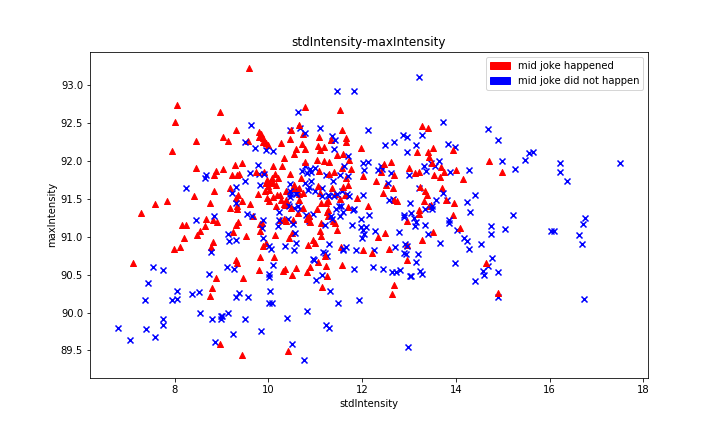 stdIntensity-maxIntensity
mid joke happened
mid joke did not happen
maxIntensity
93.0
92.5
92.0
91.5
91.0
90.5
90.0
89.5
8
10
12
14
16
18
stdIntensity